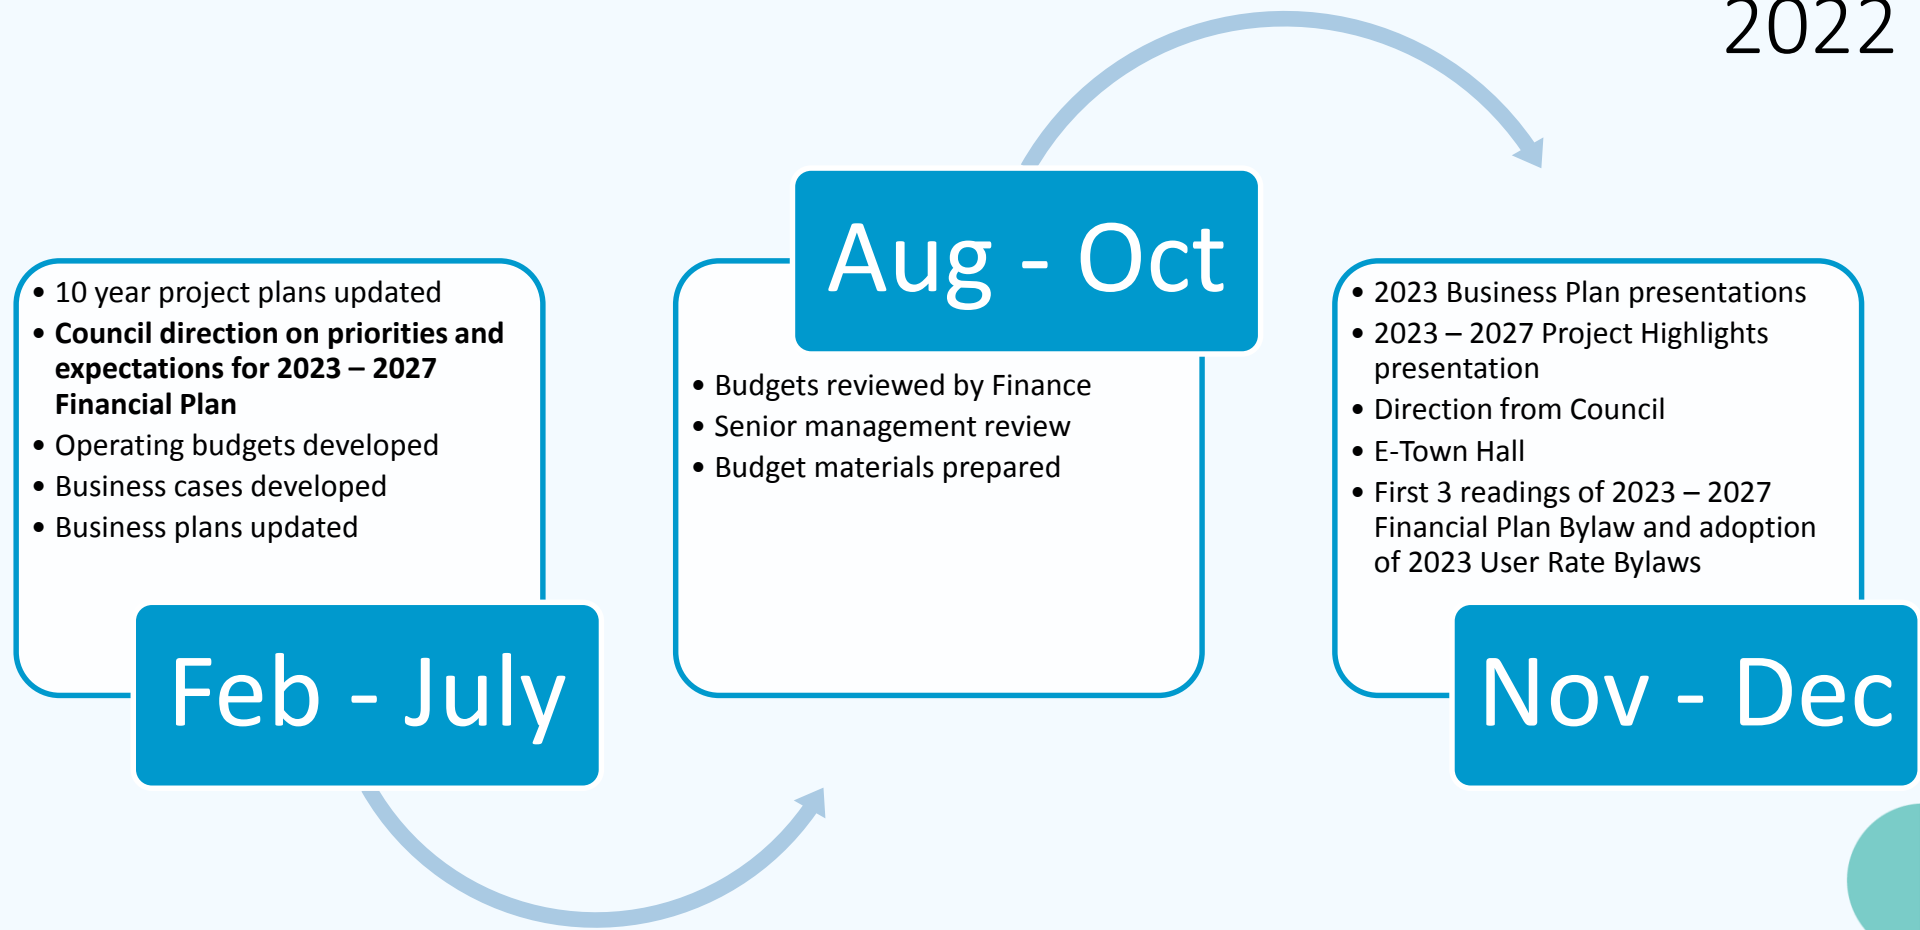 2022
• 10 year project plans updated
• Council direction on priorities and
expectations for 2023 – 2027
Financial Plan
• Operating budgets developed
• Business cases developed
• Business plans updated
Feb - July
Aug - Oct
• Budgets reviewed by Finance
• Senior management review
• Budget materials prepared
• 2023 Business Plan presentations
• 2023 – 2027 Project Highlights
presentation
• Direction from Council
• E-Town Hall
• First 3 readings of 2023 – 2027
Financial Plan Bylaw and adoption
of 2023 User Rate Bylaws
Nov - Dec